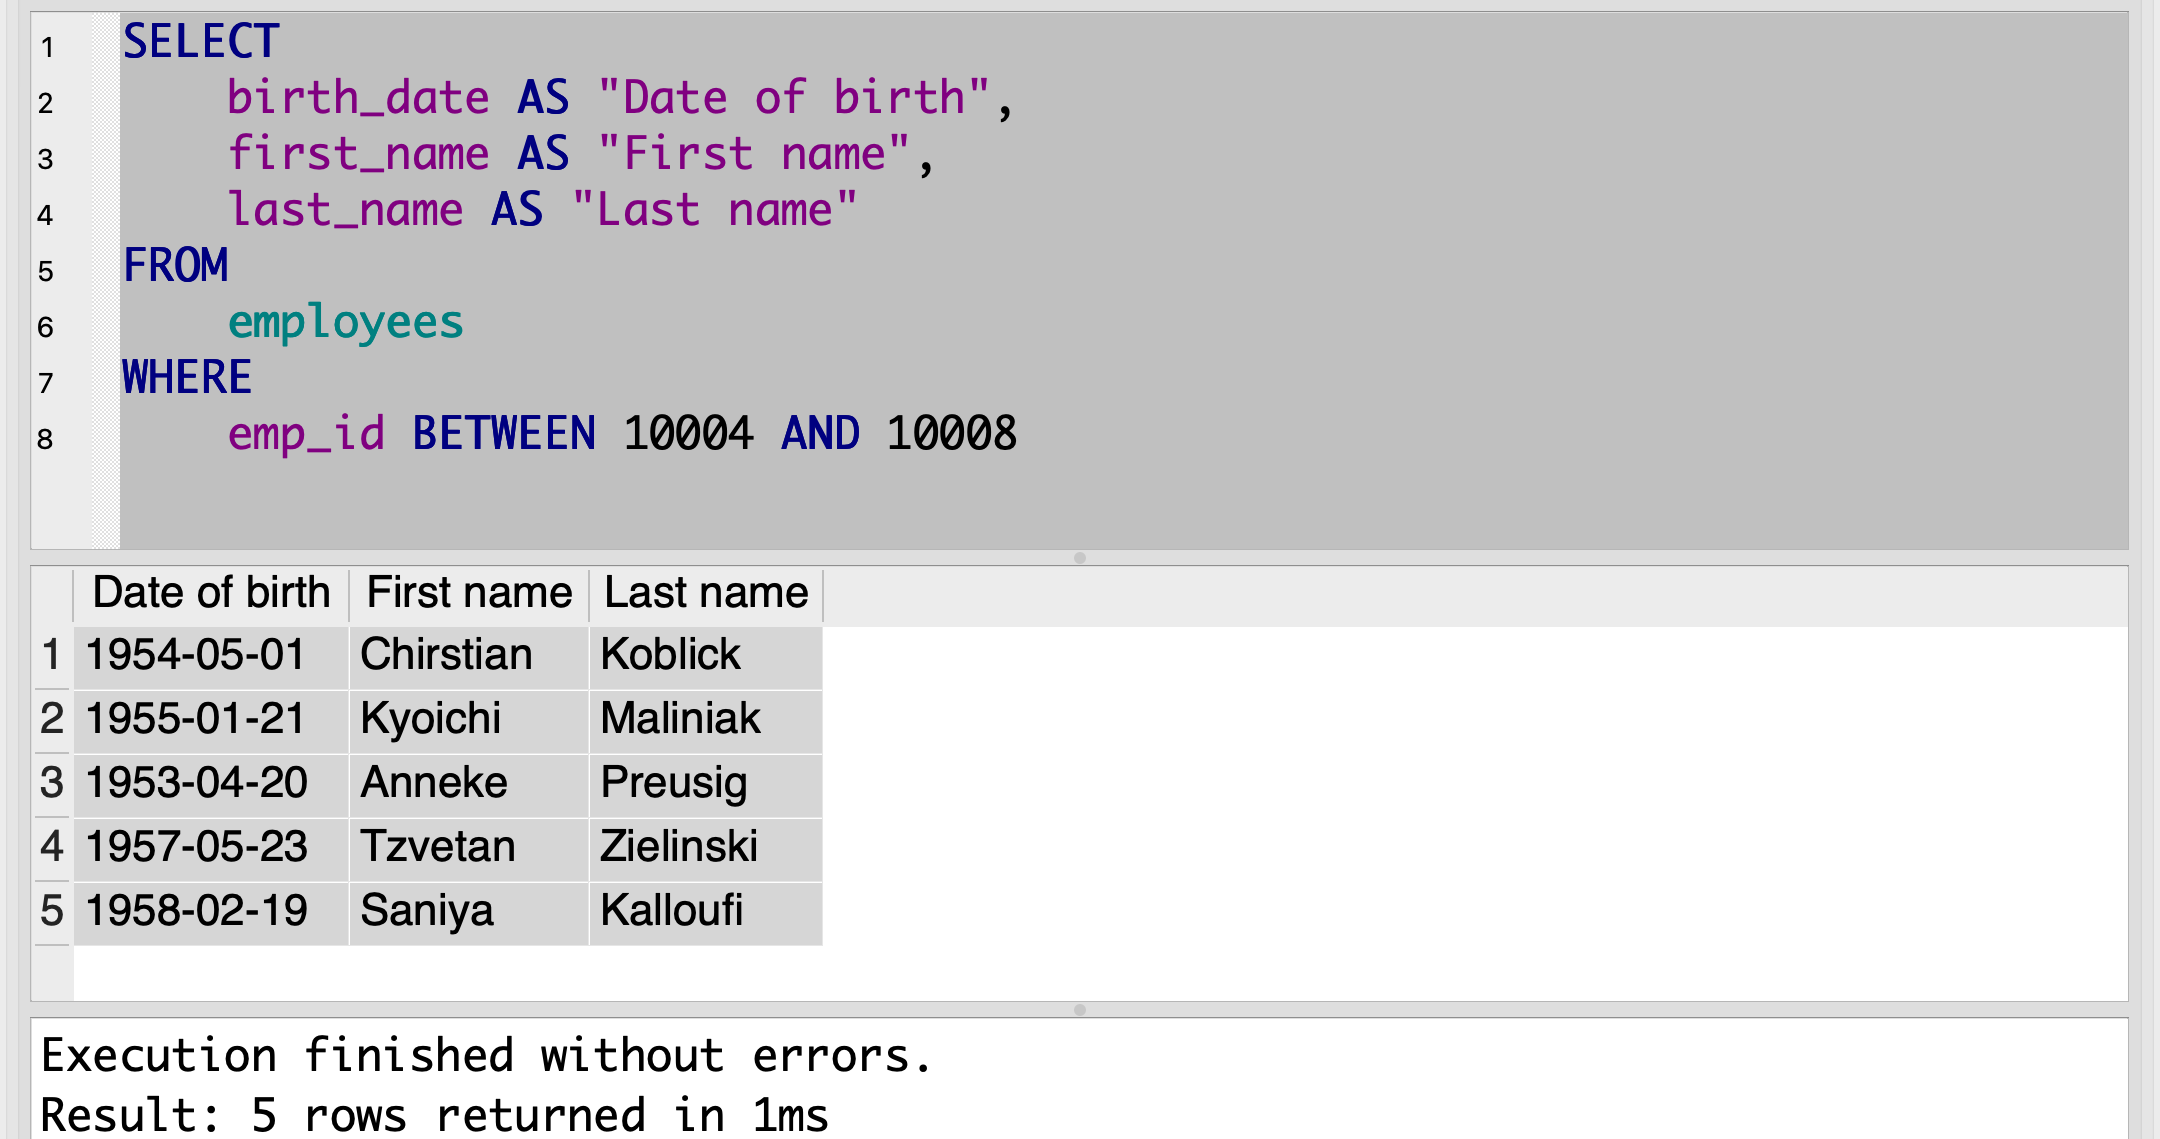 1 SELECT
2 birth_date AS "Date of birth",
3 first_name AS "First name",
4 last_name AS "Last name"
5 FROM
6 employees
7 WHERE
8 emp_id BETWEEN 10004 AND 10008
Date of birth First name Last name
1 1954-05-01 Chirstian Koblick
2 1955-01-21 Kyoichi Maliniak
3 1953-04-20 Anneke Preusig
4 1957-05-23 Tzvetan Zielinski
5 1958-02-19 Saniya Kalloufi
Execution finished without errors.
Result: 5 rows returned in 1ms